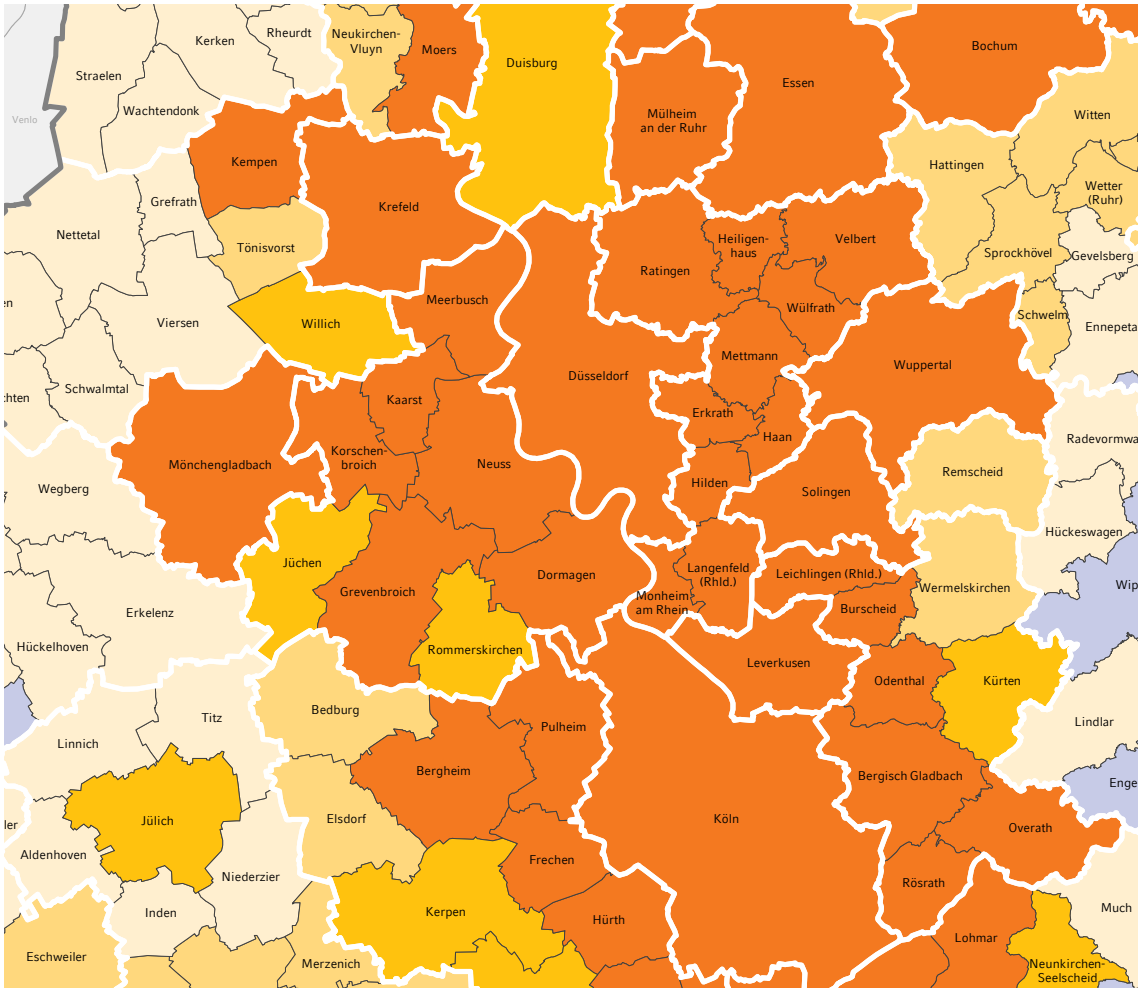 Kerken
Rheurdt
Neukirchen-
Vluyn
Moers
Duisburg
Bochum
Straelen
Essen
Wachtendonk
Venlo
Mülheim
an der Ruhr
Witten
Kempen
Hattingen
Wetter
(Ruhr)
Grefrath
Krefeld
Nettetal
Tönisvorst
Heiligen-
haus
Velbert
Sprockhövel
Gevelsberg
Ratingen
en
Meerbusch
Wülfrath
Viersen
Willich
Schwelm
Ennepeta
Mettmann
Düsseldorf
Wuppertal
Schwalmtal
chten
Kaarst
Erkrath
Haan
Radevormwa
Korschen-
broich
Mönchengladbach
Neuss
Remscheid
Wegberg
Hilden
Solingen
Hückeswagen
Jüchen
Dormagen
Langenfeld
(Rhld.)
Leichlingen (Rhld.)
Grevenbroich
Monheim
am Rhein
Wermelskirchen
Wip
Burscheid
Erkelenz
Hückelhoven
Rommerskirchen
Leverkusen
Odenthal
Kürten
Bedburg
Titz
Pulheim
Lindlar
Linnich
Bergheim
Bergisch Gladbach
Enge
Jülich
Elsdorf
Köln
Overath
ler
Aldenhoven
Frechen
Niederzier
Rösrath
Inden
Kerpen
Hürth
Much
Lohmar
Eschweiler
Merzenich
Neunkirchen-
Seelscheid